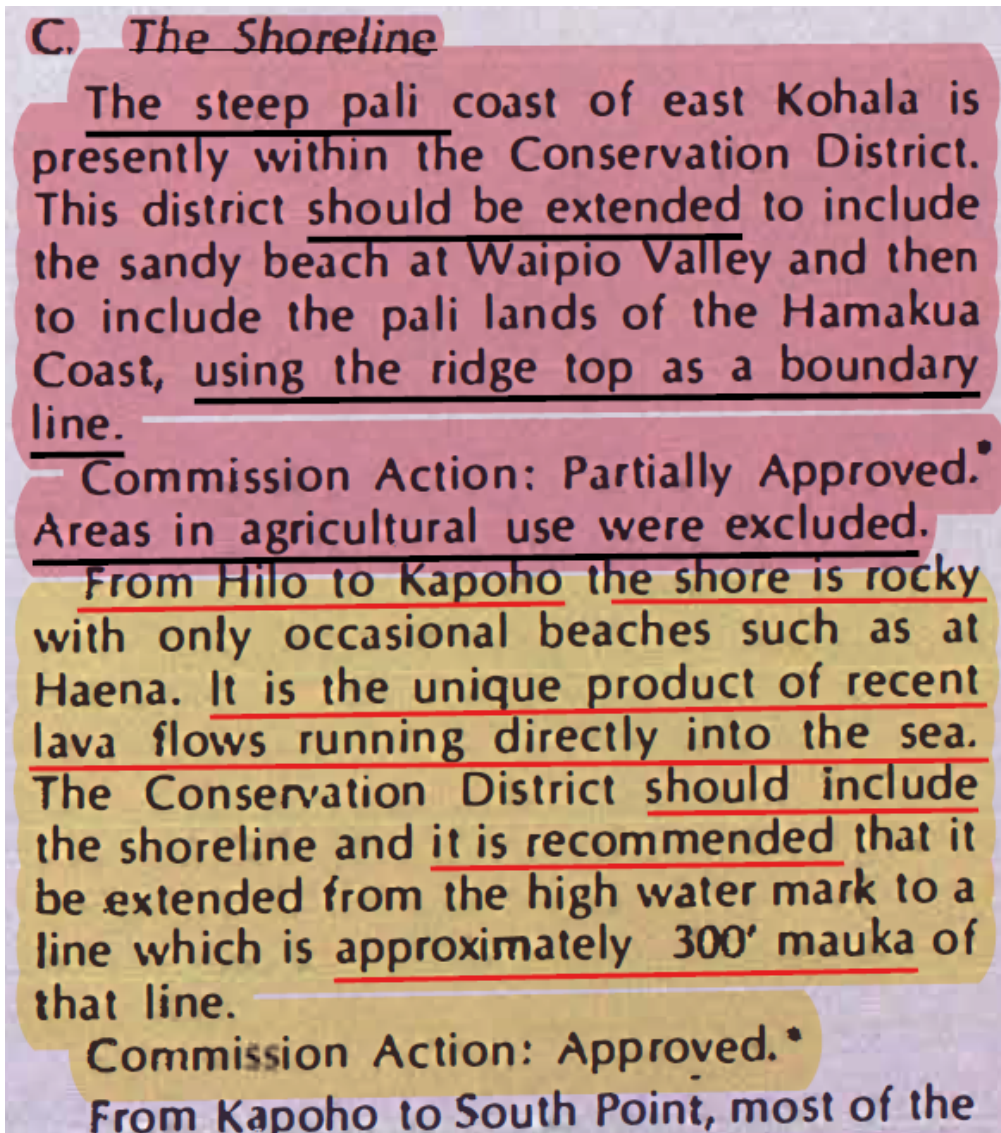 C. The Shoreline
The steep pali coast of east Kohala is
presently within the Conservation District.
This district should be extended to include
the sandy beach at Waipio Valley and then
to include the pali lands of the Hamakua
Coast, using the ridge top as a boundary
line.
Commission Action: Partially Approved.*
Areas in agricultural use were excluded.
From Hilo to Kapoho the shore is rocky
with only occasional beaches such as at
Haena. It is the unique product of recent
lava flows running directly into the sea.
The Conservation District should include
the shoreline and it is recommended that it
be extended from the high water mark to a
line which is approximately 300' mauka of
that line.
Commission Action: Approved.*
From Kapoho to South Point, most of the